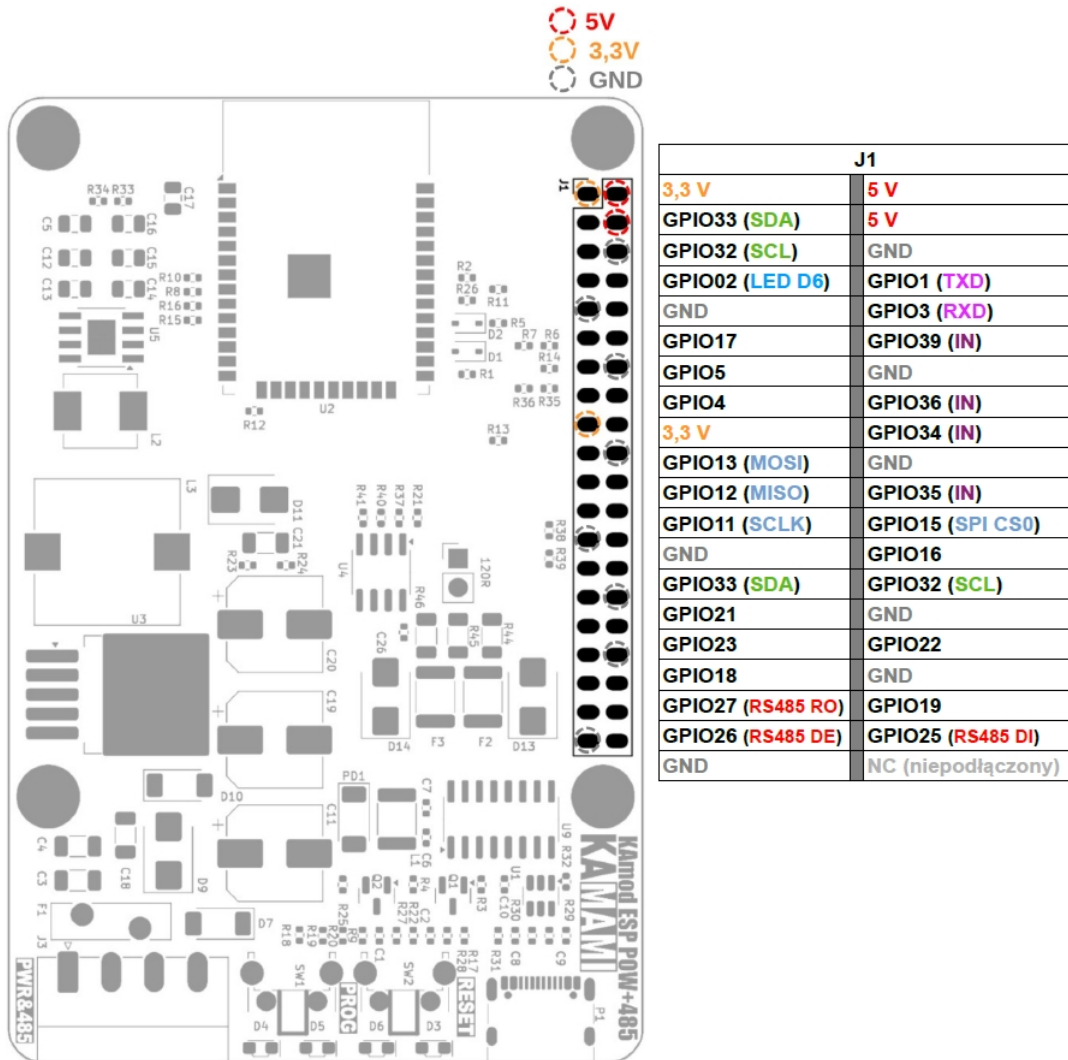 5V
3,3V
GND
J1
3,3 V 5 V
GPIO33 (SDA) 5 V
GPIO32 (SCL) GND
GPIO02 (LED D6) GPIO1 (TXD)
GND GPIO3 (RXD)
GPIO17 GPIO39 (IN)
GPIO5 GND
GPIO4 GPIO36 (IN)
3,3 V GPIO34 (IN)
GPIO13 (MOSI) GND
GPIO12 (MISO) GPIO35 (IN)
GPIO11 (SCLK) GPIO15 (SPI CS0)
GND GPIO16
GPIO33 (SDA) GPIO32 (SCL)
GPIO21 GND
GPIO23 GPIO22
GPIO18 GND
GPIO27 (RS485 RO) GPIO19
GPIO26 (RS485 DE) GPIO25 (RS485 DI)
GND NC (niepodłączony)
J1
R34 R33
C17
C5 C16
C12 C15
C13 C14
R10
R8
R16
R15
U5
L2
R12
U2
R2
R26
R11
R5
D2
D1
R1
R7 R6
R14
R36 R35
R13
L3
D11
C21
R23 R24
R41 R40 R37 R21
U4
120R
R38
R39
U3
C20
R46
R45 R44
C26
C19
D14 F3 F2 D13
D10
PD1
C7
C6
L1
C11
U9
C4
C3
C18
D9
F1
D7
J3
Q2 R4 Q1 R3 C10 U1 R30 R32 R29
R25 R27 R22 C2
R18 R19 R20 R9 C1 R28 R17 R31 C8 C9
SW1 SW2
D4 D5 D6 D3
P1
PWR&485
PROG
RESET
KAMAM
KAmod ESP POW+485